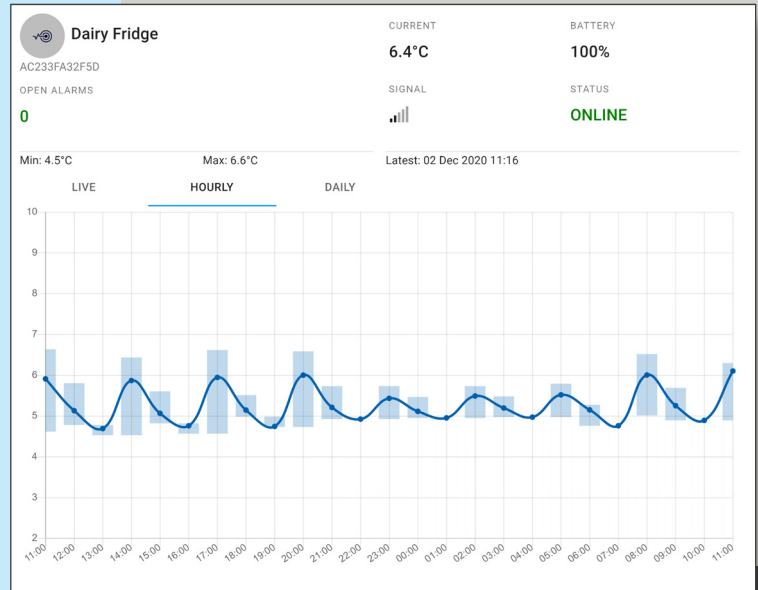 Dairy Fridge
AC233FA32F5D
OPEN ALARMS
0
CURRENT
6.4°C
BATTERY
100%
SIGNAL
STATUS
ONLINE
Min: 4.5°C
Max: 6.6°C
Latest: 02 Dec 2020 11:16
LIVE
HOURLY
DAILY
10
9
8
7
6
5
4
3
2
11:00
12:00
13:00
14:00
15:00
16:00
17:00
18:00
19:00
20:00
21:00
22:00
23:00
00:00
01:00
02:00
03:00
04:00
05:00
06:00
07:00
08:00
09:00
10:00
11:00